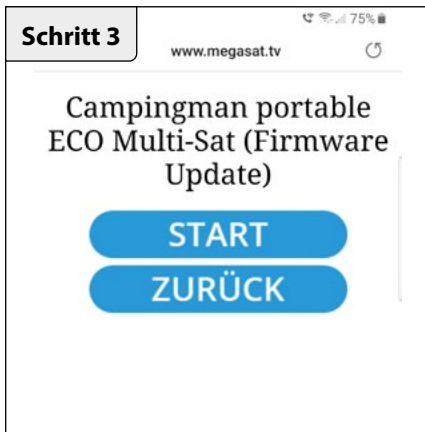 Schritt 3
75%
www.megasat.tv
Campingman portable
ECO Multi-Sat (Firmware
Update)
START
ZURÜCK